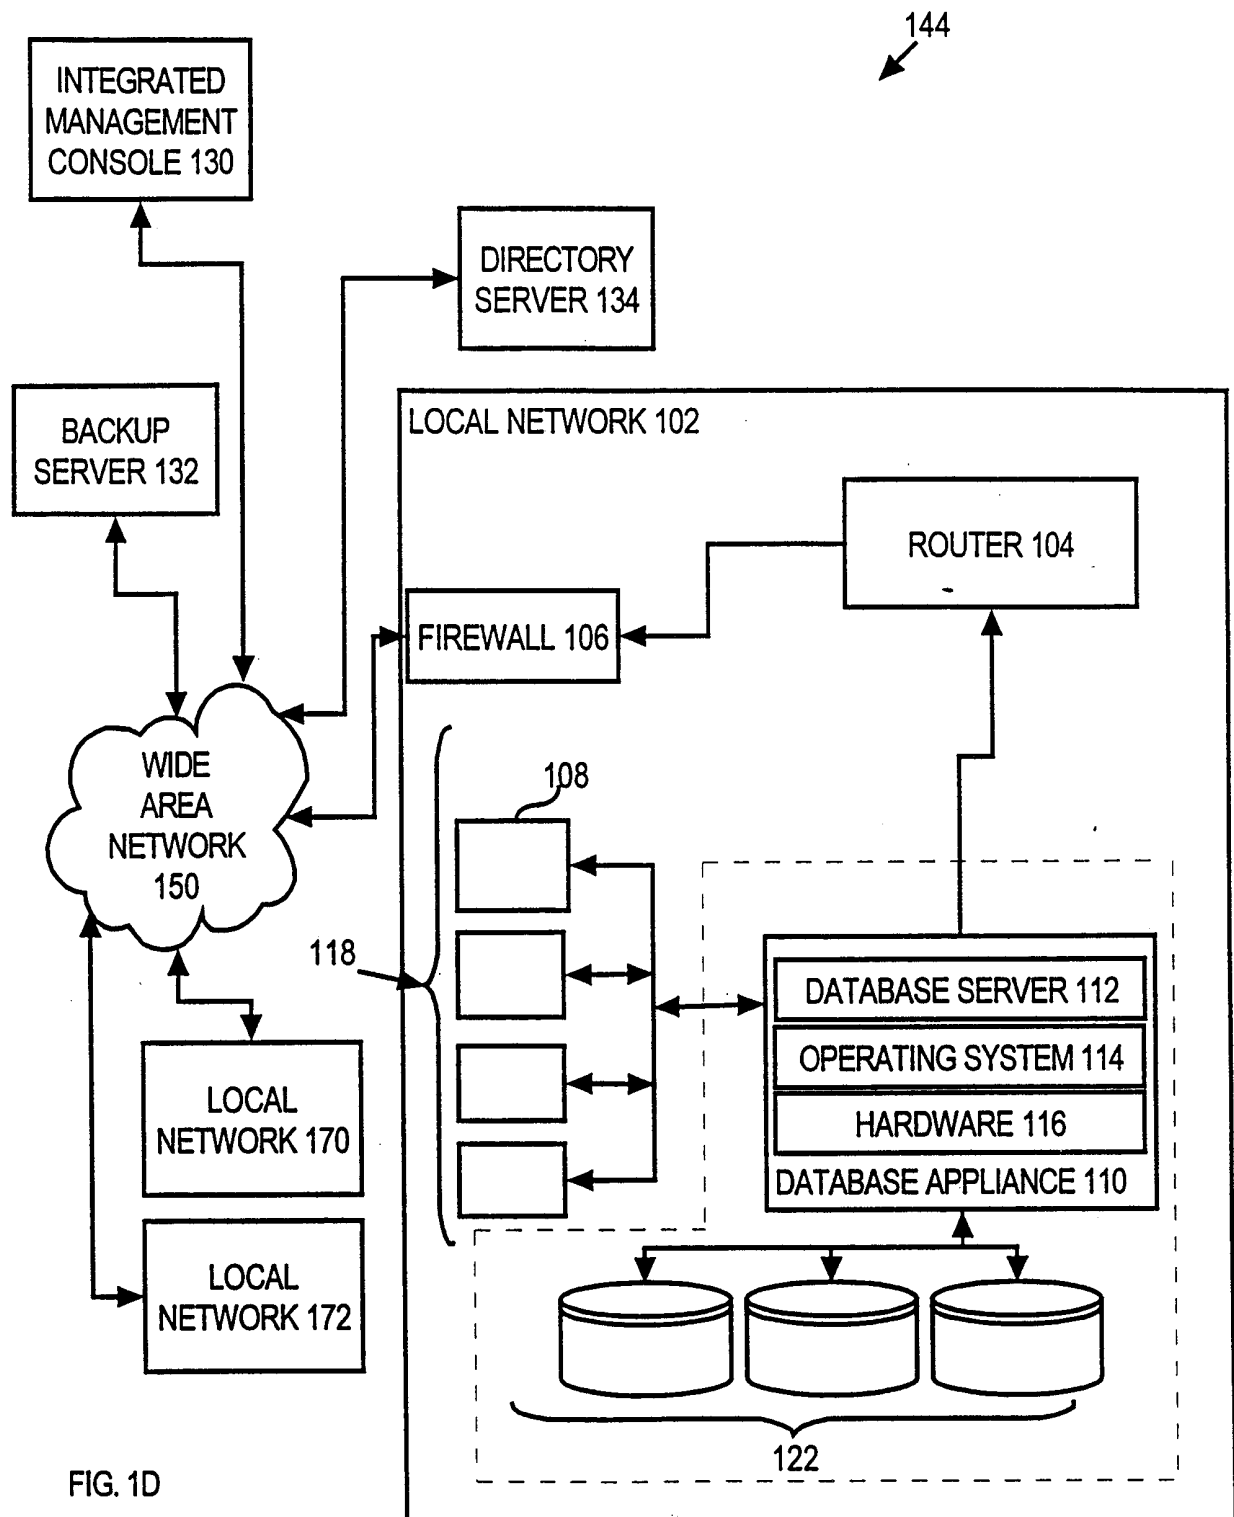 144
INTEGRATED
MANAGEMENT
CONSOLE 130
DIRECTORY
SERVER 134
BACKUP
SERVER 132
LOCAL NETWORK 102
ROUTER 104
FIREWALL 106
WIDE
AREA
NETWORK
150
108
118
DATABASE SERVER 112
OPERATING SYSTEM 114
HARDWARE 116
DATABASE APPLIANCE 110
LOCAL
NETWORK 170
LOCAL
NETWORK 172
122
FIG. 1D